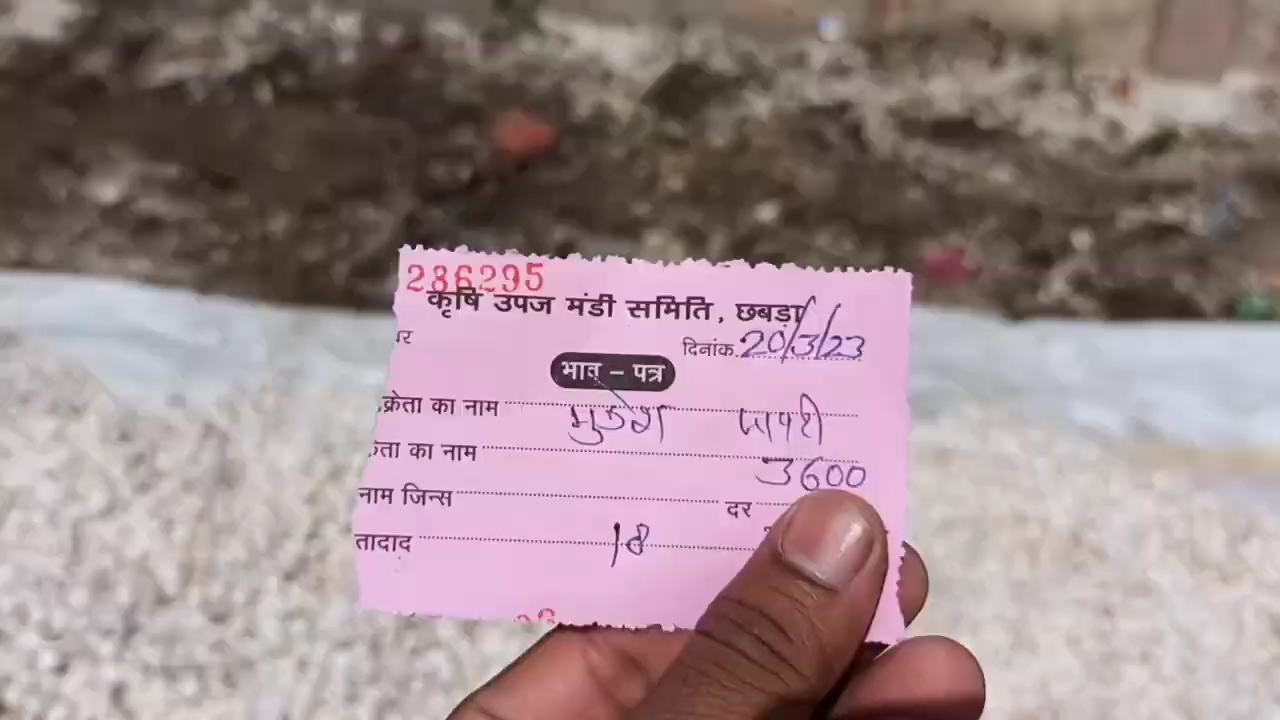 286295
कृषि उपज मंडी समिति, छबड़ा
दिनांक. 20/3/23
भाव – पत्र
क्रेता का नाम मुकेश
ता का नाम
3600
नाम जिन्स दर
तादाद 18